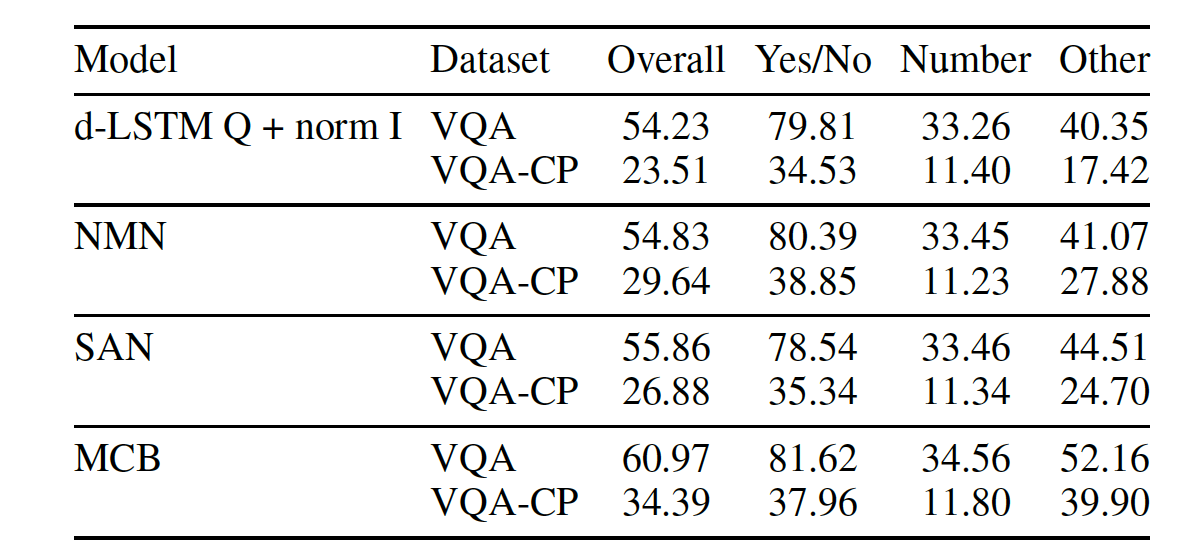 Model Dataset Overall Yes/No Number Other
d-LSTM Q + norm I VQA 54.23 79.81 33.26 40.35
VQA-CP 23.51 34.53 11.40 17.42
NMN VQA 54.83 80.39 33.45 41.07
VQA-CP 29.64 38.85 11.23 27.88
SAN VQA 55.86 78.54 33.46 44.51
VQA-CP 26.88 35.34 11.34 24.70
MCB VQA 60.97 81.62 34.56 52.16
VQA-CP 34.39 37.96 11.80 39.90